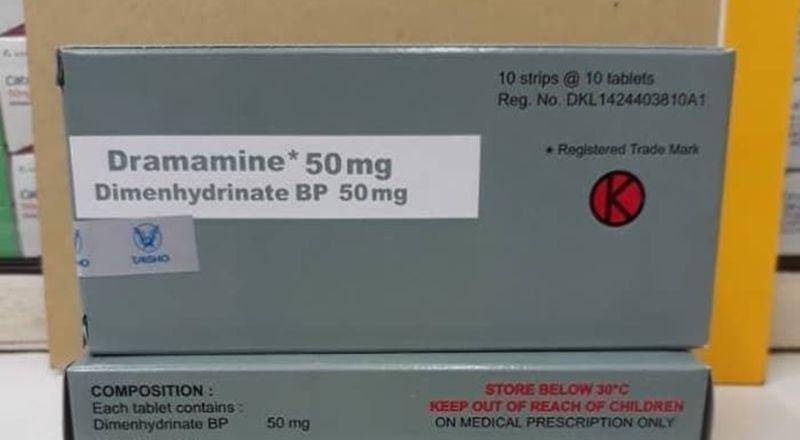 10 strips @ 10 tablets
Reg. No. DKL1424403810A1
Dramamine* 50 mg
* Registered Trade Mark
Dimenhydrinate BP 50 mg
K
TAISHO
COMPOSITION :
Each tablet contains :
Dimenhydrinate BP 50 mg
STORE BELOW 30°C
KEEP OUT OF REACH OF CHILDREN
ON MEDICAL PRESCRIPTION ONLY